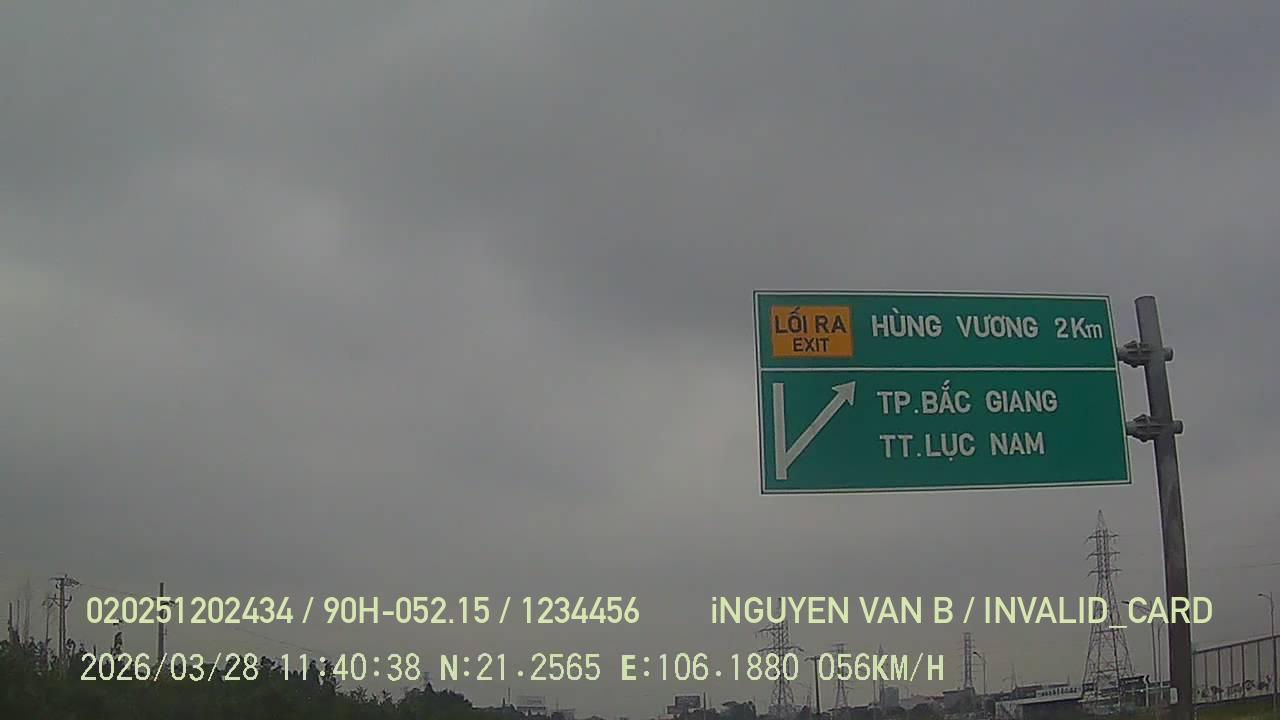 LỐI RA
EXIT
HÙNG VƯƠNG 2Km
TP.BẮC GIANG
TT.LỤC NAM
020251202434 / 90H-052.15 / 1234456 iNGUYEN VAN B / INVALID_CARD
2026/03/28 11:40:38 N:21.2565 E:106.1880 056KM/H